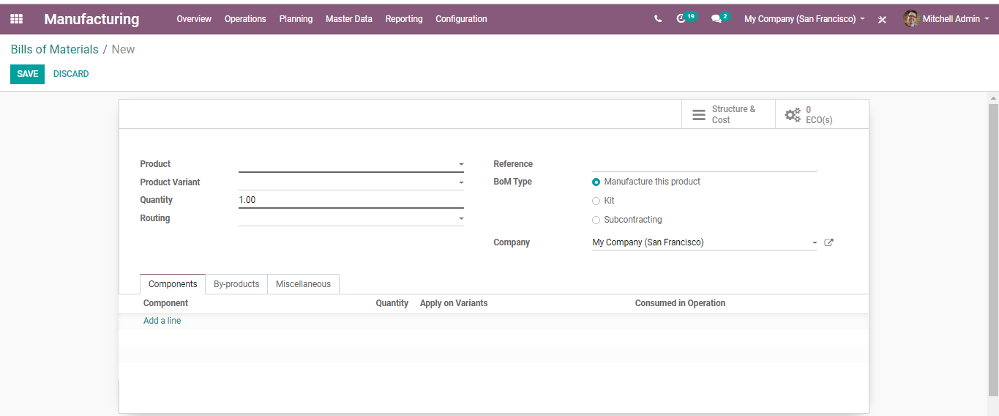 Manufacturing Overview Operations Planning Master Data Reporting Configuration 19 2 My Company (San Francisco) Mitchell Admin
Bills of Materials / New
SAVE DISCARD
Structure & Cost
0 ECO(s)
Product
Product Variant
Quantity 1.00
Routing
Reference
BoM Type Manufacture this product
Kit
Subcontracting
Company My Company (San Francisco)
Components By-products Miscellaneous
Component Quantity Apply on Variants Consumed in Operation
Add a line